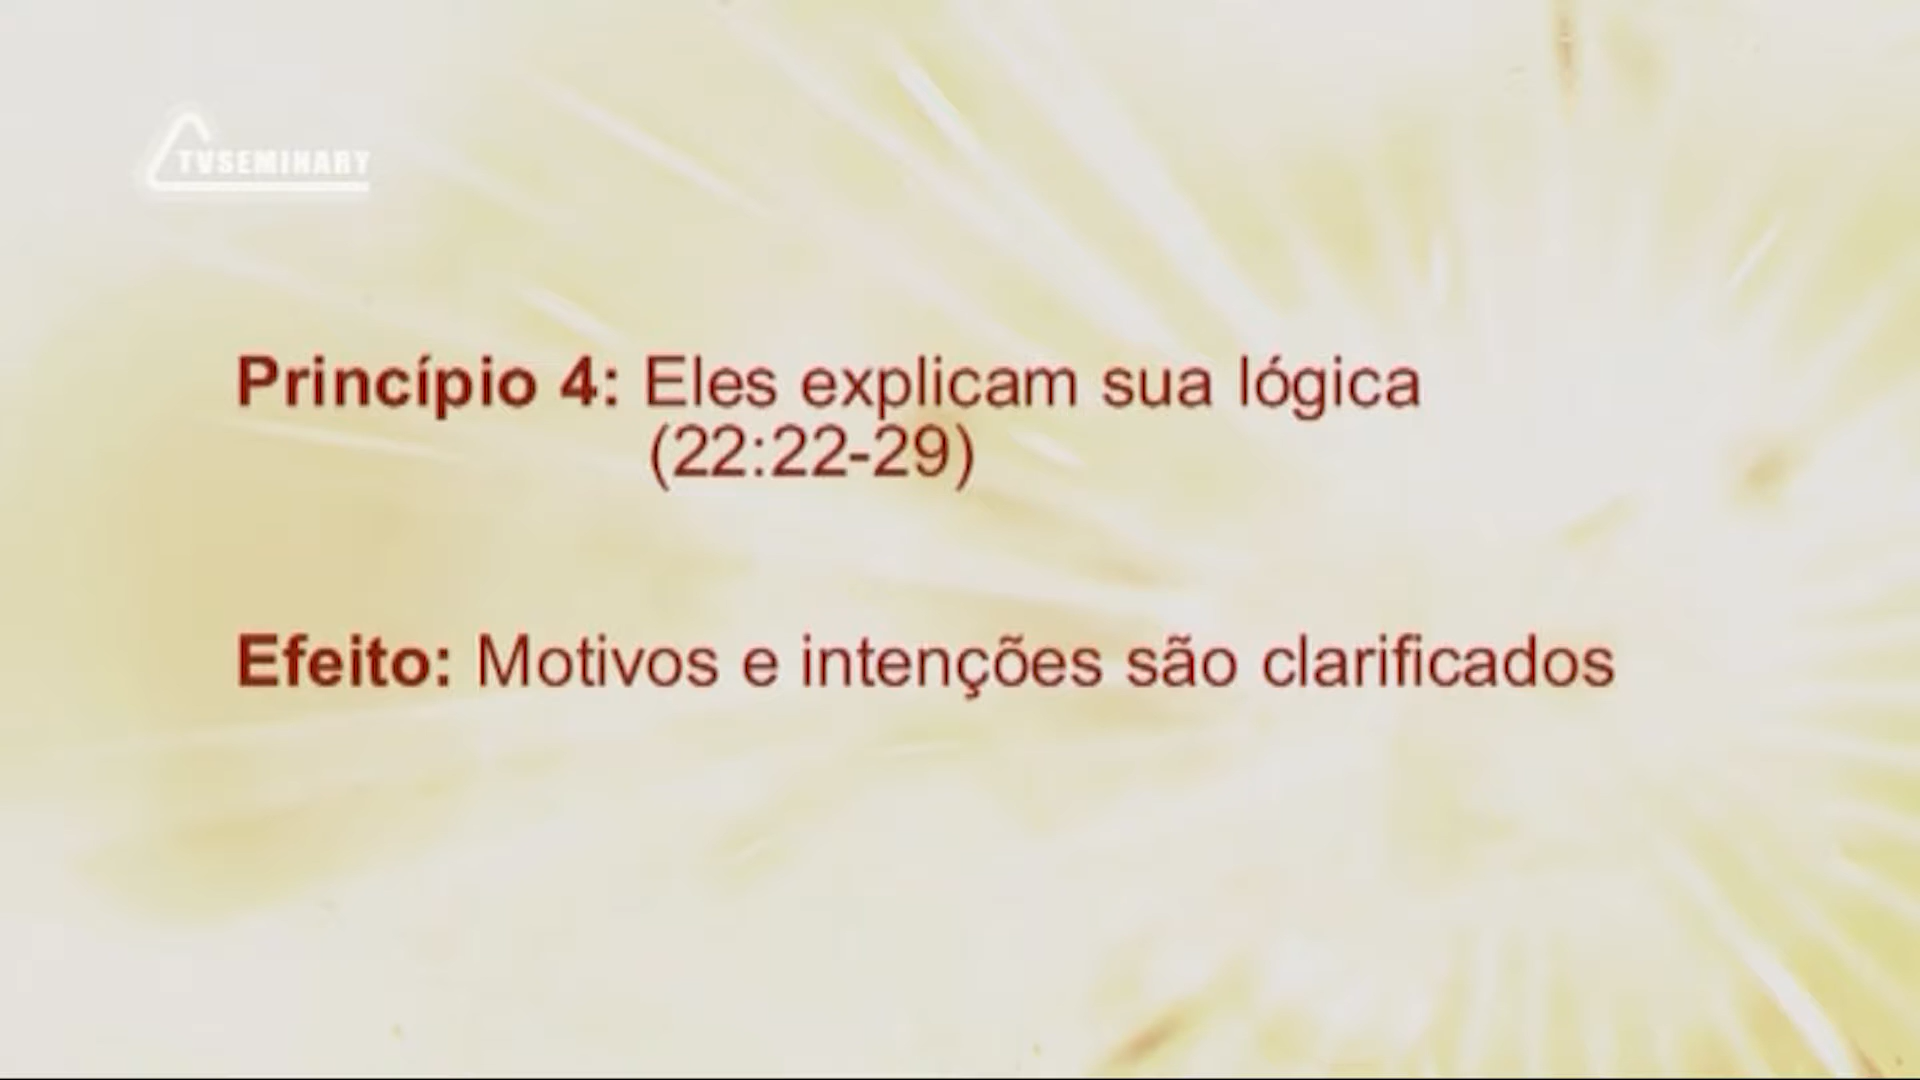 TVSEMINARY
Princípio 4: Eles explicam sua lógica
(22:22-29)
Efeito: Motivos e intenções são clarificados